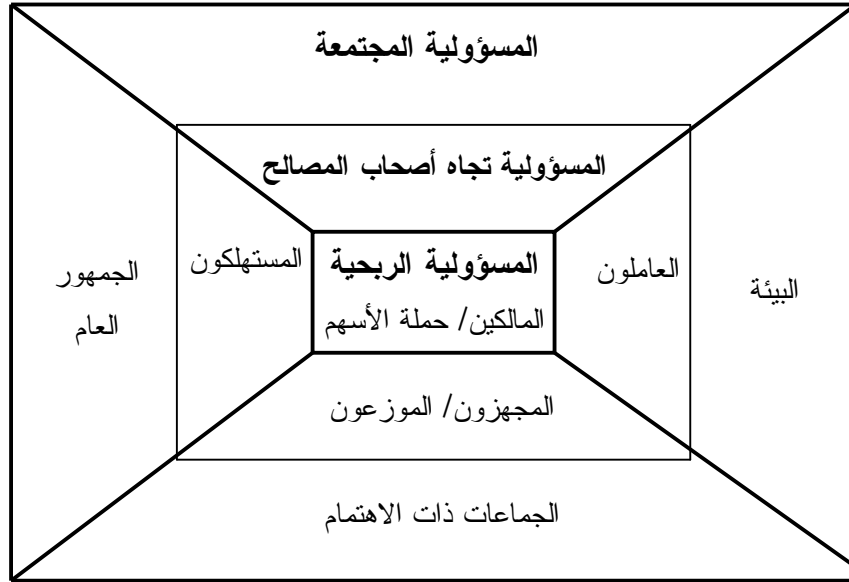 المسؤولية المجتمعة
المسؤولية تجاه أصحاب المصالح
العاملون
المسؤولية الربحية
المستهلكون
البيئة
الجمهور
العام
المالكين/ حملة الأسهم
المجهزون/ الموزعون
الجماعات ذات الاهتمام